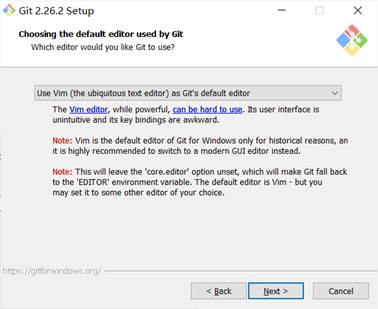 Git 2.26.2 Setup
Choosing the default editor used by Git
Which editor would you like Git to use?
Use Vim (the ubiquitous text editor) as Git's default editor
The Vim editor, while powerful, can be hard to use. Its user interface is
unintuitive and its key bindings are awkward.
Note: Vim is the default editor of Git for Windows only for historical reasons, an
it is highly recommended to switch to a modern GUI editor instead.
Note: This will leave the 'core.editor' option unset, which will make Git fall back
to the 'EDITOR' environment variable. The default editor is Vim - but you
may set it to some other editor of your choice.
https://gitforwindows.org/
< Back
Next >
Cancel